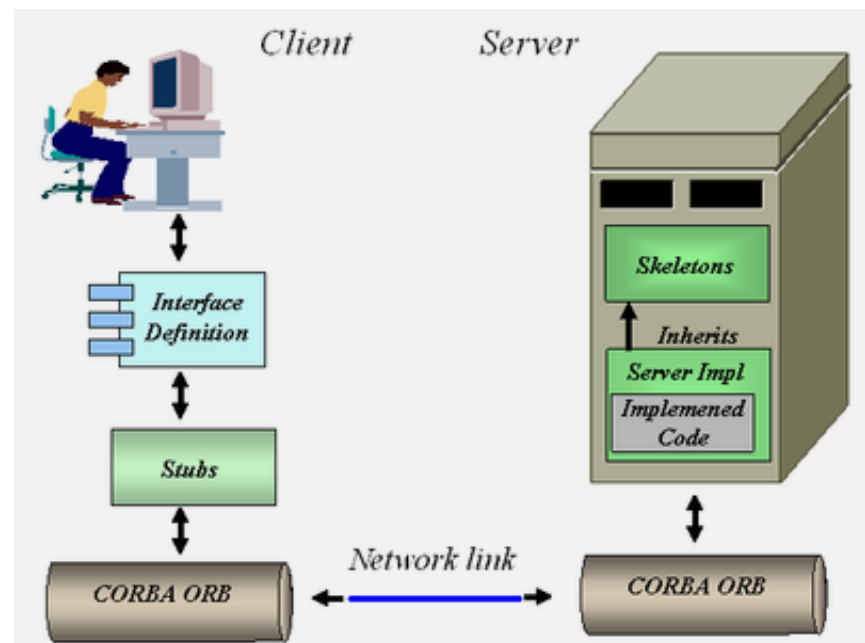 Client
Server
Interface
Definition
Stubs
CORBA ORB
Network link
Skeletons
Inherits
Server Impl
Implemened
Code
CORBA ORB